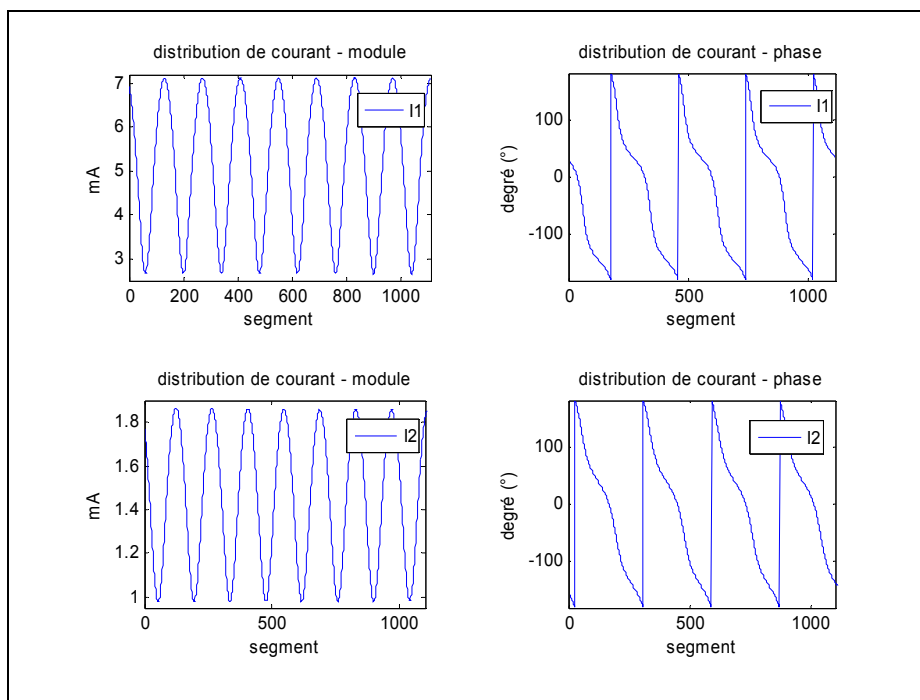 distribution de courant - module
7
6
5
4
3
mA
0
200
400
600
800
1000
segment
I1
distribution de courant - phase
100
0
-100
degré (°)
0
500
1000
segment
I1
distribution de courant - module
1.8
1.6
1.4
1.2
1
mA
0
500
1000
segment
I2
distribution de courant - phase
100
0
-100
degré (°)
0
500
1000
segment
I2